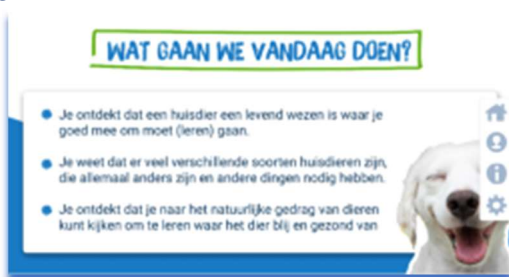 WAT GAAN WE VANDAAG DOEN?
Je ontdekt dat een huisdier een levend wezen is waar je
goed mee om moet (leren) gaan.
Je weet dat er veel verschillende soorten huisdieren zijn,
die allemaal anders zijn en andere dingen nodig hebben.
Je ontdekt dat je naar het natuurlijke gedrag van dieren
kunt kijken om te leren waar het dier blij en gezond van